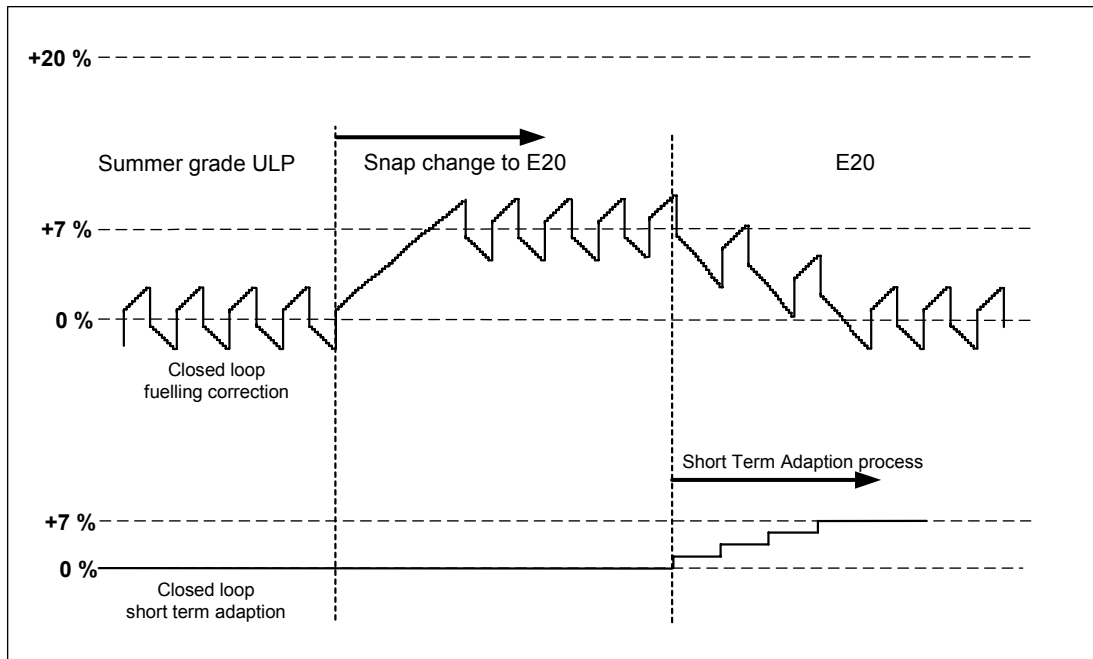 +20 %
Summer grade ULP
Snap change to E20
E20
+7 %
0 %
Closed loop
fuelling correction
Short Term Adaption process
+7 %
0 %
Closed loop
short term adaption